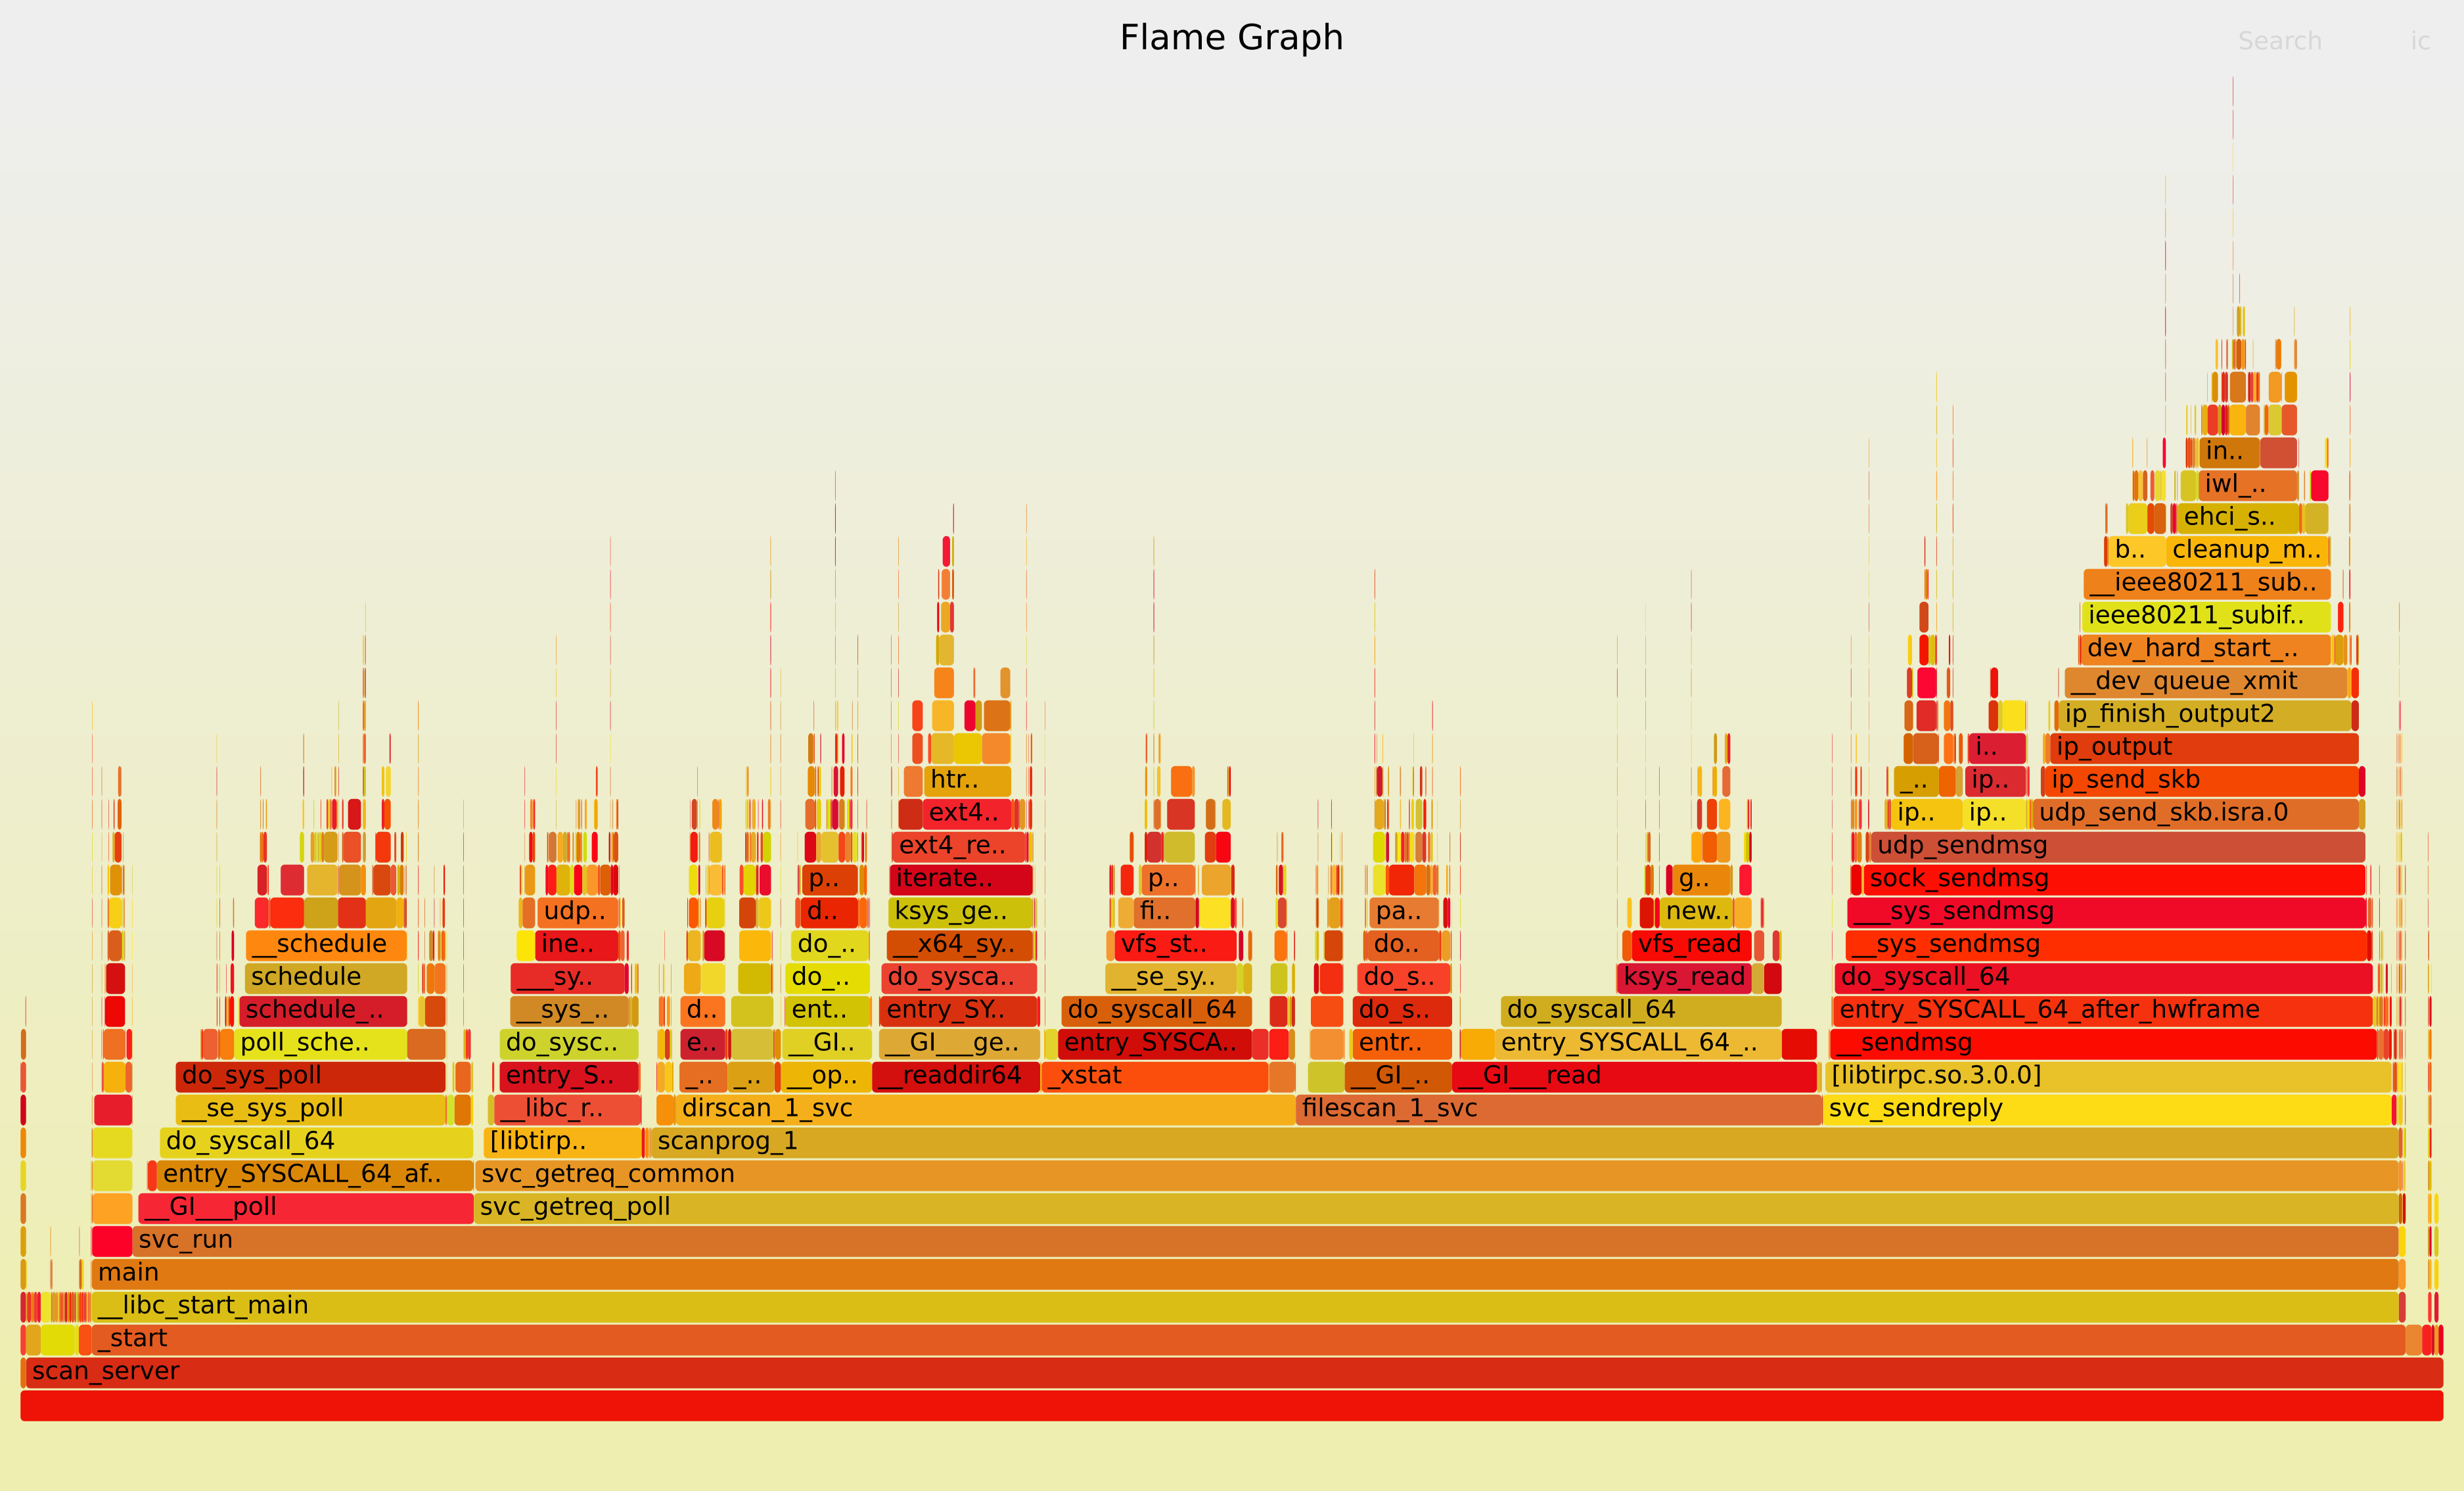 Flame Graph
Search ic
in..
iwl_..
ehci_s..
b.. cleanup_m..
__ieee80211_sub..
ieee80211_subif..
dev_hard_start_..
__dev_queue_xmit
ip_finish_output2
i.. ip_output
htr.. _.. ip.. ip_send_skb
ext4.. ip.. ip.. udp_send_skb.isra.0
ext4_re.. udp_sendmsg
p.. iterate.. p.. g.. sock_sendmsg
udp.. d.. ksys_ge.. fi.. pa.. new.. ___sys_sendmsg
__schedule ine.. do_.. __x64_sy.. vfs_st.. do.. vfs_read __sys_sendmsg
schedule ___sy.. do_.. do_sysca.. __se_sy.. do_s.. ksys_read do_syscall_64
schedule_.. __sys_.. d.. ent.. entry_SY.. do_syscall_64 do_s.. do_syscall_64 entry_SYSCALL_64_after_hwframe
poll_sche.. do_sysc.. e.. __GI.. __GI___ge.. entry_SYSCA.. entr.. entry_SYSCALL_64_.. __sendmsg
do_sys_poll entry_S.. _.. _.. __op.. __readdir64 _xstat __GI_.. __GI___read [libtirpc.so.3.0.0]
__se_sys_poll __libc_r.. dirscan_1_svc filescan_1_svc svc_sendreply
do_syscall_64 [libtirp.. scanprog_1
entry_SYSCALL_64_af.. svc_getreq_common
__GI___poll svc_getreq_poll
svc_run
main
__libc_start_main
_start
scan_server